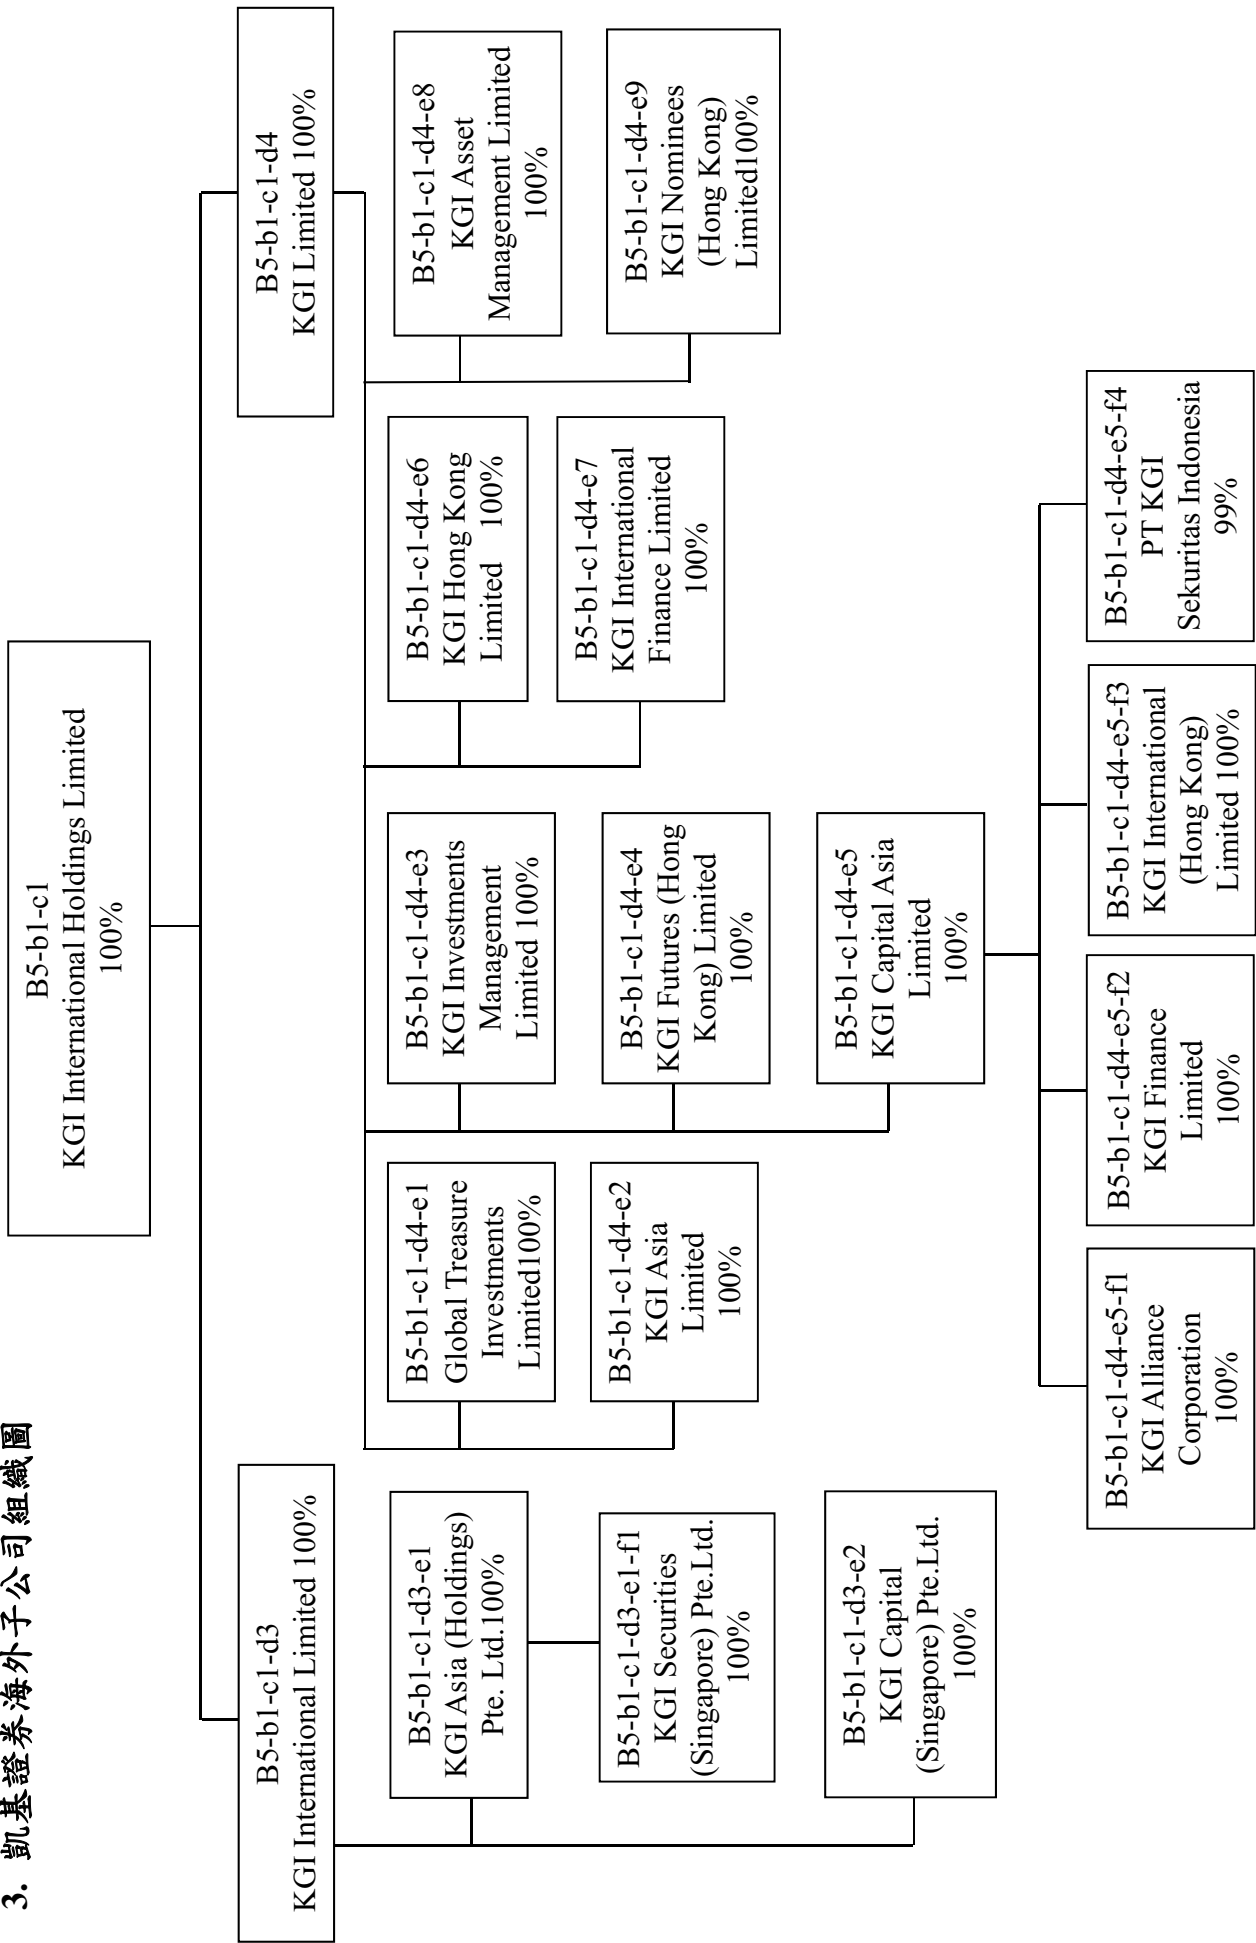 3. 凱基證券海外子公司組織圖
B5-b1-c1
KGI International Holdings Limited
100%
B5-b1-c1-d3
KGI International Limited 100%
B5-b1-c1-d4
KGI Limited 100%
B5-b1-c1-d3-e1
KGI Asia (Holdings)
Pte. Ltd.100%
B5-b1-c1-d3-e1-f1
KGI Securities
(Singapore) Pte.Ltd.
100%
B5-b1-c1-d3-e2
KGI Capital
(Singapore) Pte.Ltd.
100%
B5-b1-c1-d4-e1
Global Treasure
Investments
Limited100%
B5-b1-c1-d4-e2
KGI Asia
Limited
100%
B5-b1-c1-d4-e3
KGI Investments
Management
Limited 100%
B5-b1-c1-d4-e4
KGI Futures (Hong
Kong) Limited
100%
B5-b1-c1-d4-e5
KGI Capital Asia
Limited
100%
B5-b1-c1-d4-e6
KGI Hong Kong
Limited 100%
B5-b1-c1-d4-e7
KGI International
Finance Limited
100%
B5-b1-c1-d4-e8
KGI Asset
Management Limited
100%
B5-b1-c1-d4-e9
KGI Nominees
(Hong Kong)
Limited100%
B5-b1-c1-d4-e5-f1
KGI Alliance
Corporation
100%
B5-b1-c1-d4-e5-f2
KGI Finance
Limited
100%
B5-b1-c1-d4-e5-f3
KGI International
(Hong Kong)
Limited 100%
B5-b1-c1-d4-e5-f4
PT KGI
Sekuritas Indonesia
99%